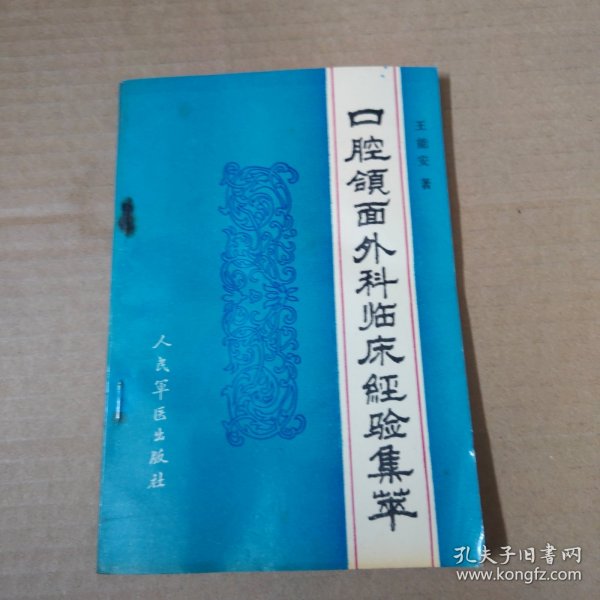 口腔頜面外科临床經验集萃
王能安 著
人民軍医出版社
孔夫子旧书网
www.kongfz.com